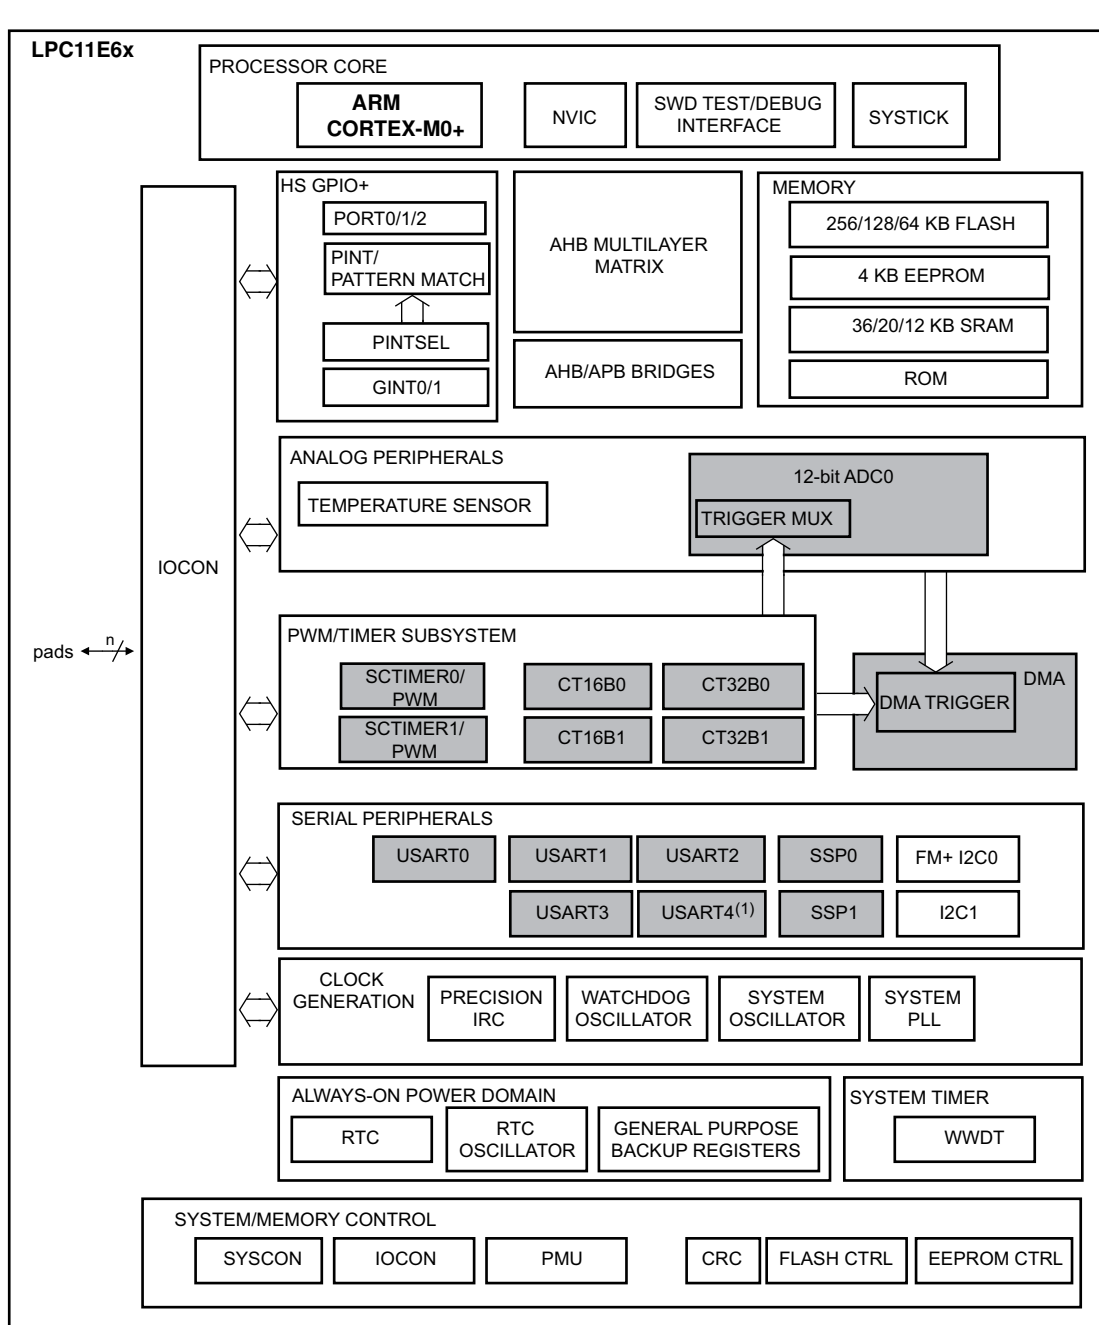 LPC11E6x
PROCESSOR CORE
ARM
CORTEX-M0+
NVIC
SWD TEST/DEBUG
INTERFACE
SYSTICK
HS GPIO+
PORT0/1/2
PINT/
PATTERN MATCH
PINTSEL
GINT0/1
AHB MULTILAYER
MATRIX
AHB/APB BRIDGES
MEMORY
256/128/64 KB FLASH
4 KB EEPROM
36/20/12 KB SRAM
ROM
IOCON
pads
n
ANALOG PERIPHERALS
TEMPERATURE SENSOR
12-bit ADC0
TRIGGER MUX
PWM/TIMER SUBSYSTEM
SCTIMER0/
PWM
CT16B0
CT32B0
SCTIMER1/
PWM
CT16B1
CT32B1
DMA
DMA TRIGGER
SERIAL PERIPHERALS
USART0
USART1
USART2
SSP0
FM+ I2C0
USART3
USART4(1)
SSP1
I2C1
CLOCK
GENERATION
PRECISION
IRC
WATCHDOG
OSCILLATOR
SYSTEM
OSCILLATOR
SYSTEM
PLL
ALWAYS-ON POWER DOMAIN
RTC
RTC
OSCILLATOR
GENERAL PURPOSE
BACKUP REGISTERS
SYSTEM TIMER
WWDT
SYSTEM/MEMORY CONTROL
SYSCON
IOCON
PMU
CRC
FLASH CTRL
EEPROM CTRL